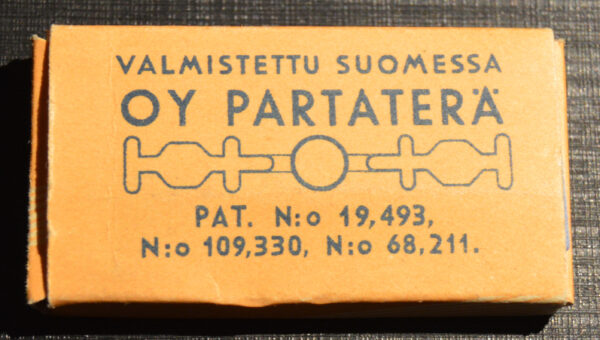 VALMISTETTU SUOMESSA
OY PARTATERÄ
PAT. N:o 19,493,
N:o 109,330, N:o 68,211.